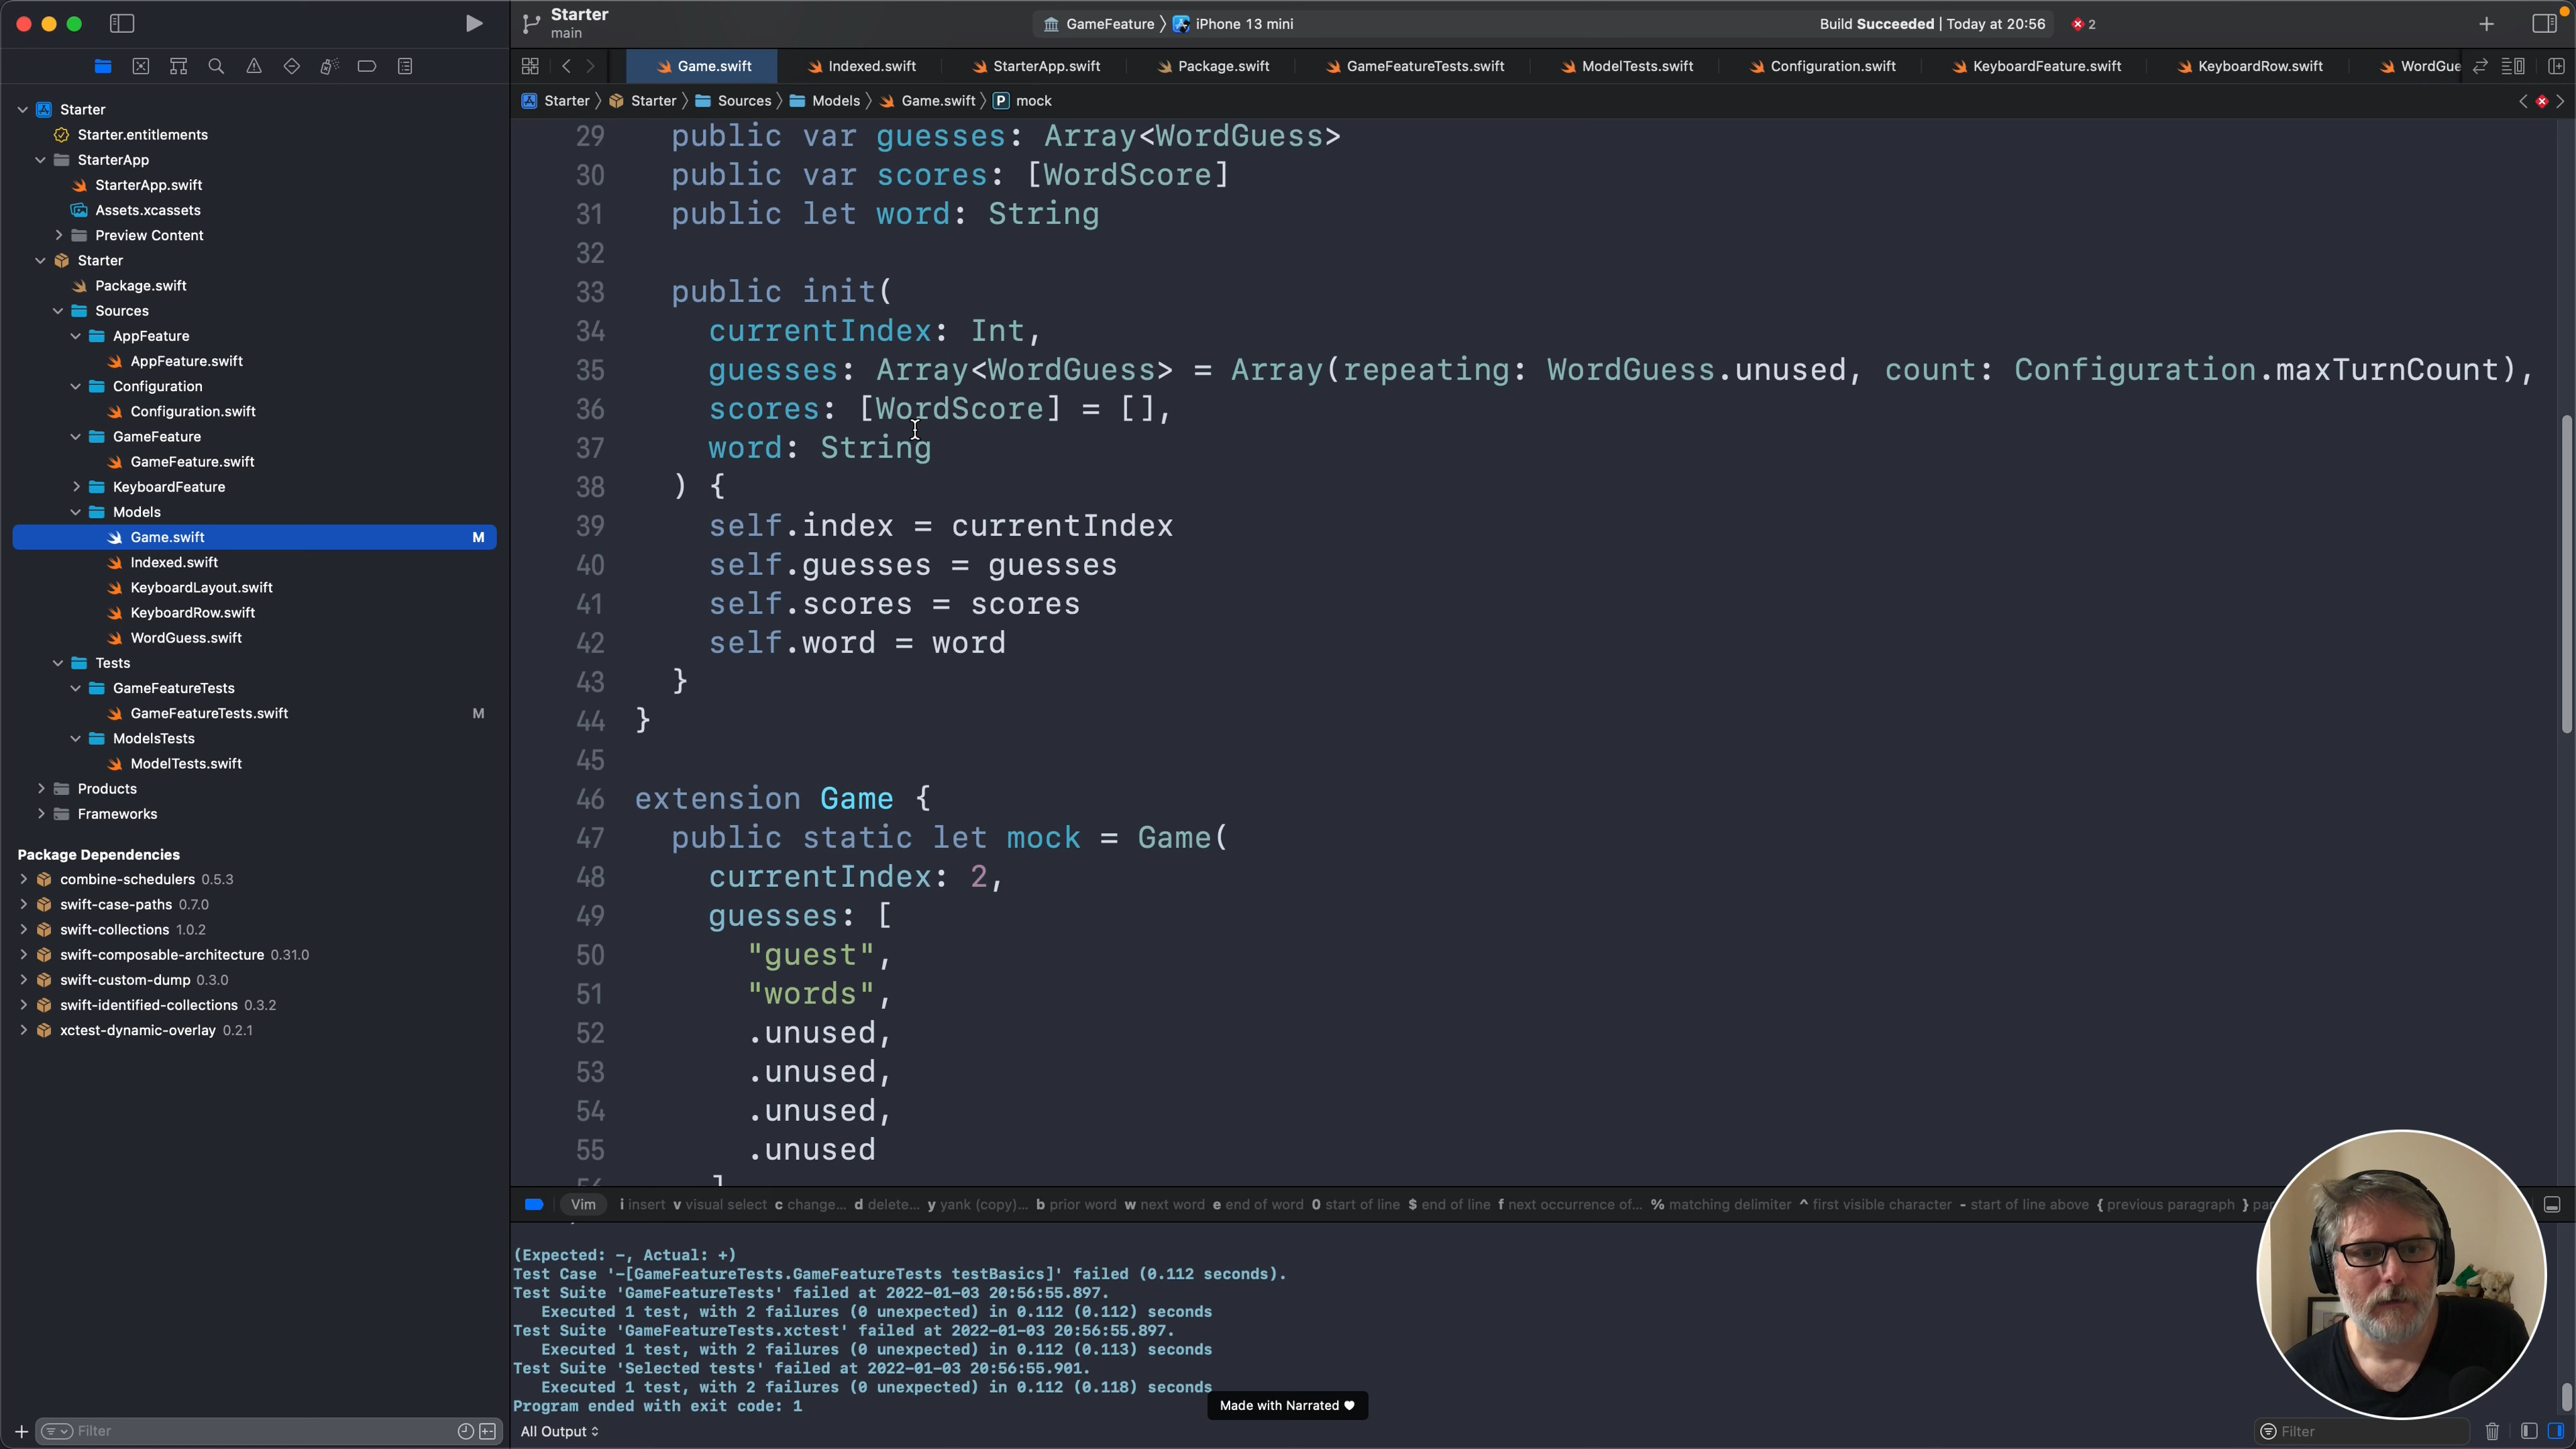 Starter
main
GameFeature
iPhone 13 mini
Build Succeeded | Today at 20:56
2
Game.swift
Indexed.swift
StarterApp.swift
Package.swift
GameFeatureTests.swift
ModelTests.swift
Configuration.swift
KeyboardFeature.swift
KeyboardRow.swift
WordGue
Starter
Starter
Sources
Models
Game.swift
P mock
Starter
Starter.entitlements
StarterApp
StarterApp.swift
Assets.xcassets
Preview Content
Starter
Package.swift
Sources
AppFeature
AppFeature.swift
Configuration
Configuration.swift
GameFeature
GameFeature.swift
KeyboardFeature
Models
Game.swift M
Indexed.swift
KeyboardLayout.swift
KeyboardRow.swift
WordGuess.swift
Tests
GameFeatureTests
GameFeatureTests.swift M
ModelsTests
ModelTests.swift
Products
Frameworks
Package Dependencies
combine-schedulers 0.5.3
swift-case-paths 0.7.0
swift-collections 1.0.2
swift-composable-architecture 0.31.0
swift-custom-dump 0.3.0
swift-identified-collections 0.3.2
xctest-dynamic-overlay 0.2.1
Filter
29 public var guesses: Array<WordGuess>
30 public var scores: [WordScore]
31 public let word: String
32
33 public init(
34 currentIndex: Int,
35 guesses: Array<WordGuess> = Array(repeating: WordGuess.unused, count: Configuration.maxTurnCount),
36 scores: [WordScore] = [],
37 word: String
38 ) {
39 self.index = currentIndex
40 self.guesses = guesses
41 self.scores = scores
42 self.word = word
43 }
44 }
45
46 extension Game {
47 public static let mock = Game(
48 currentIndex: 2,
49 guesses: [
50 "guest",
51 "words",
52 .unused,
53 .unused,
54 .unused,
55 .unused
56 ]
Vim i insert v visual select c change... d delete... y yank (copy)... b prior word w next word e end of word 0 start of line $ end of line f next occurrence of... % matching delimiter ^ first visible character - start of line above { previous paragraph } par
(Expected: −, Actual: +)
Test Case '-[GameFeatureTests.GameFeatureTests testBasics]' failed (0.112 seconds).
Test Suite 'GameFeatureTests' failed at 2022-01-03 20:56:55.897.
Executed 1 test, with 2 failures (0 unexpected) in 0.112 (0.112) seconds
Test Suite 'GameFeatureTests.xctest' failed at 2022-01-03 20:56:55.897.
Executed 1 test, with 2 failures (0 unexpected) in 0.112 (0.113) seconds
Test Suite 'Selected tests' failed at 2022-01-03 20:56:55.901.
Executed 1 test, with 2 failures (0 unexpected) in 0.112 (0.118) seconds
Program ended with exit code: 1
Made with Narrated ♥
All Output
Filter